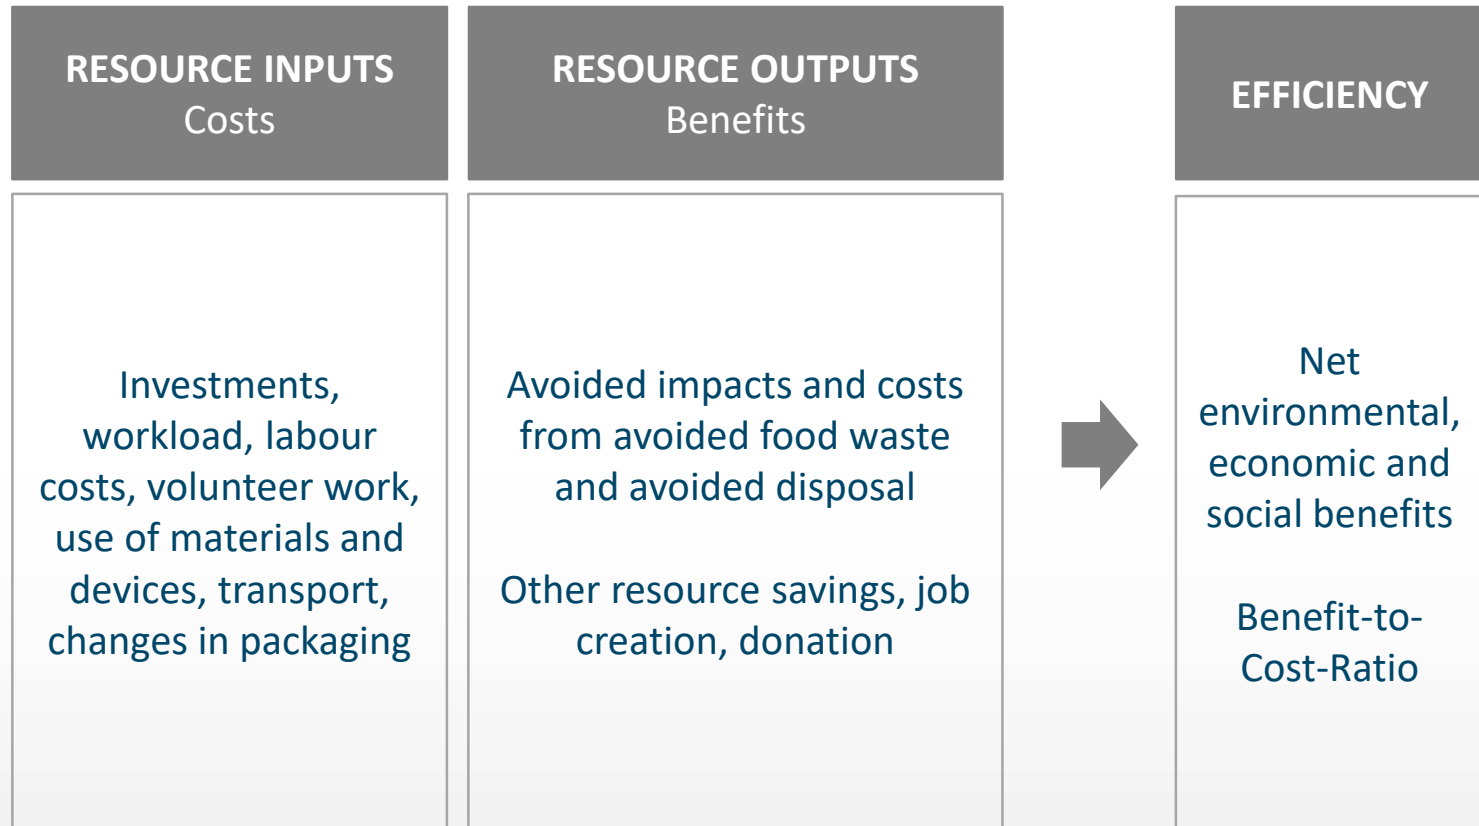 RESOURCE INPUTS
Costs
RESOURCE OUTPUTS
Benefits
EFFICIENCY
Investments,
workload, labour
costs, volunteer work,
use of materials and
devices, transport,
changes in packaging
Avoided impacts and costs
from avoided food waste
and avoided disposal
Other resource savings, job
creation, donation
Net
environmental,
economic and
social benefits
Benefit-to-
Cost-Ratio